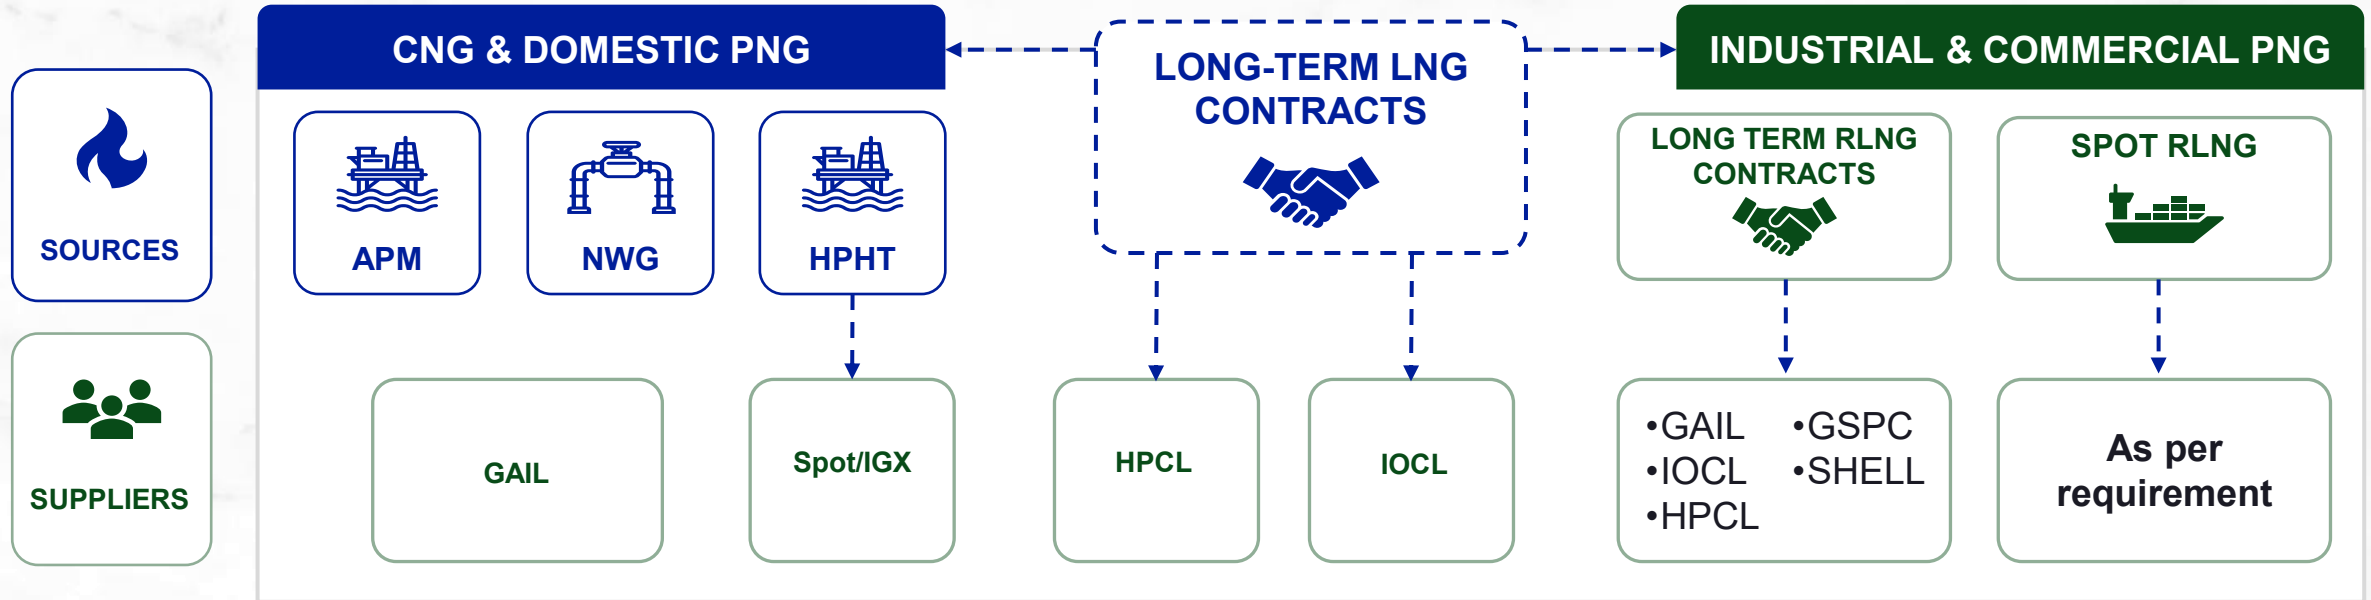 CNG & DOMESTIC PNG
LONG-TERM LNG
CONTRACTS
INDUSTRIAL & COMMERCIAL PNG
SOURCES
APM
NWG
HPHT
LONG TERM RLNG
CONTRACTS
SPOT RLNG
SUPPLIERS
GAIL
Spot/IGX
HPCL
IOCL
•GAIL
•IOCL
•HPCL
•GSPC
•SHELL
As per
requirement